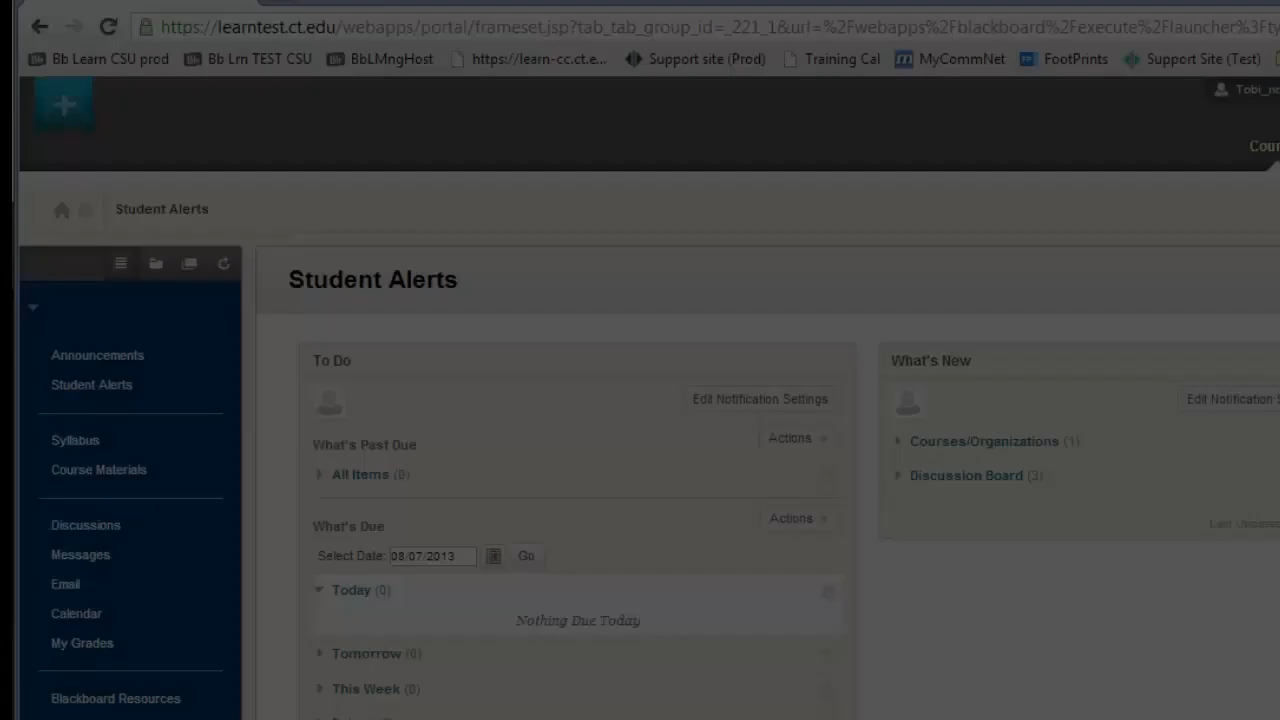 https://learntest.ct.edu/webapps/portal/frameset.jsp?tab_tab_group_id=_221_1&url=%2Fwebapps%2Fblackboard%2Fexecute%2Flauncher%3Fty
Bb Learn CSU prod Bb Lrn TEST CSU BbLMngHost https://learn-cc.ct.e... Support site (Prod) Training Cal MyCommNet FootPrints Support Site (Test)
Student Alerts
Student Alerts
Announcements
Student Alerts
Syllabus
Course Materials
Discussions
Messages
Email
Calendar
My Grades
Blackboard Resources
To Do
Edit Notification Settings
What's Past Due
Actions
All Items (0)
What's Due
Actions
Select Date: 08/07/2013 Go
Today (0)
Nothing Due Today
Tomorrow (0)
This Week (0)
What's New
Edit Notification
Courses/Organizations (1)
Discussion Board (3)
Last